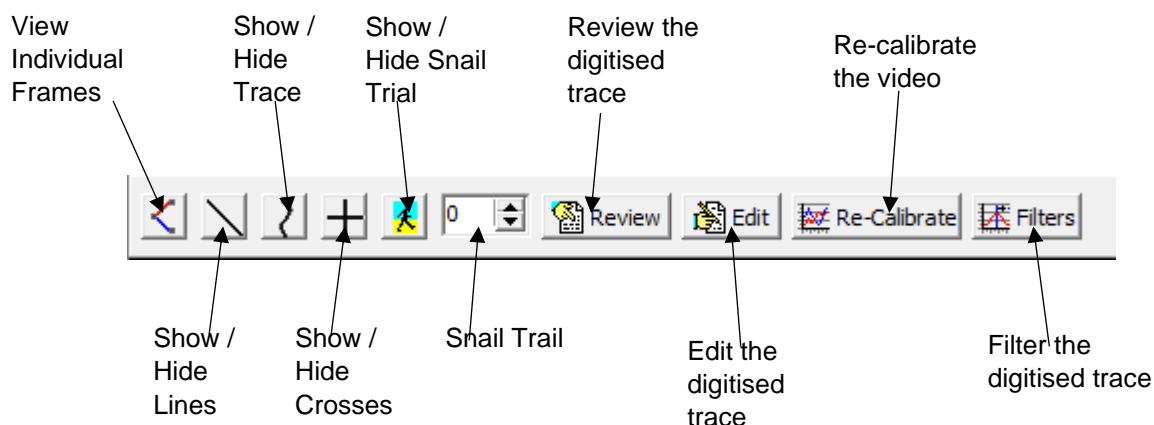 View
Individual
Frames
Show /
Hide
Trace
Show /
Hide Snail
Trial
Review the
digitised
trace
Re-calibrate
the video
0
Review
Edit
Re-Calibrate
Filters
Show /
Hide
Lines
Show /
Hide
Crosses
Snail Trail
Edit the
digitised
trace
Filter the
digitised trace